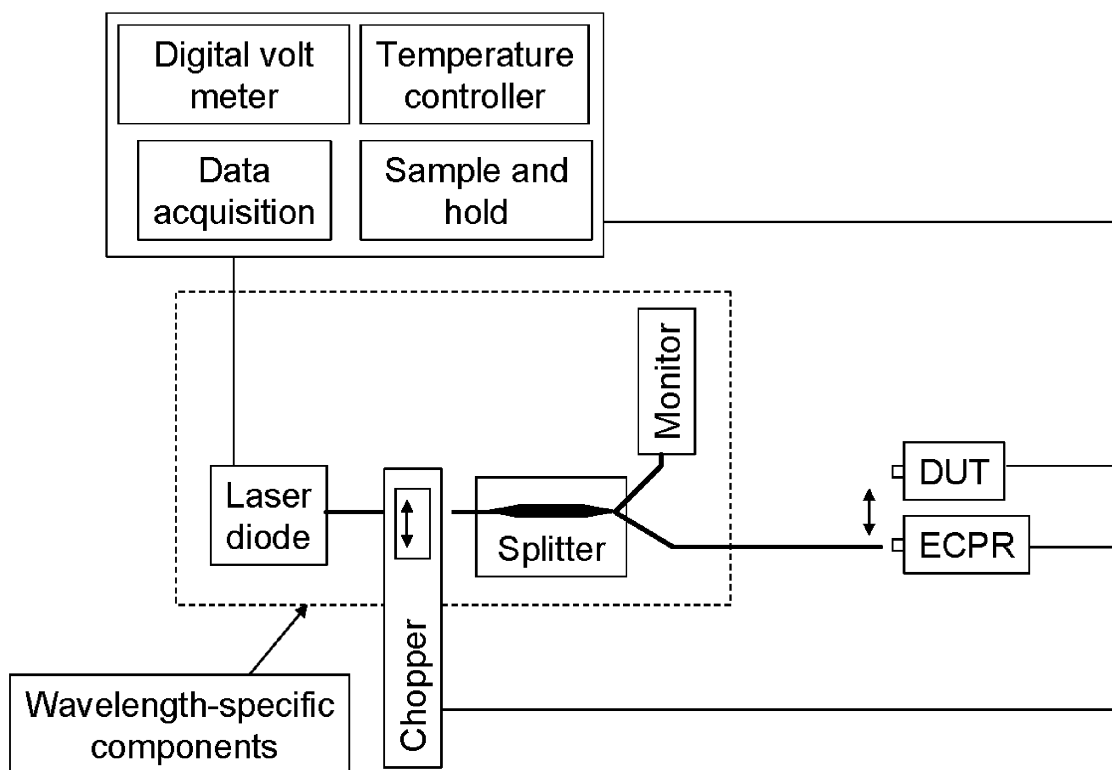 Digital volt
meter
Temperature
controller
Data
acquisition
Sample and
hold
Monitor
Laser
diode
Splitter
DUT
ECPR
Chopper
Wavelength-specific
components